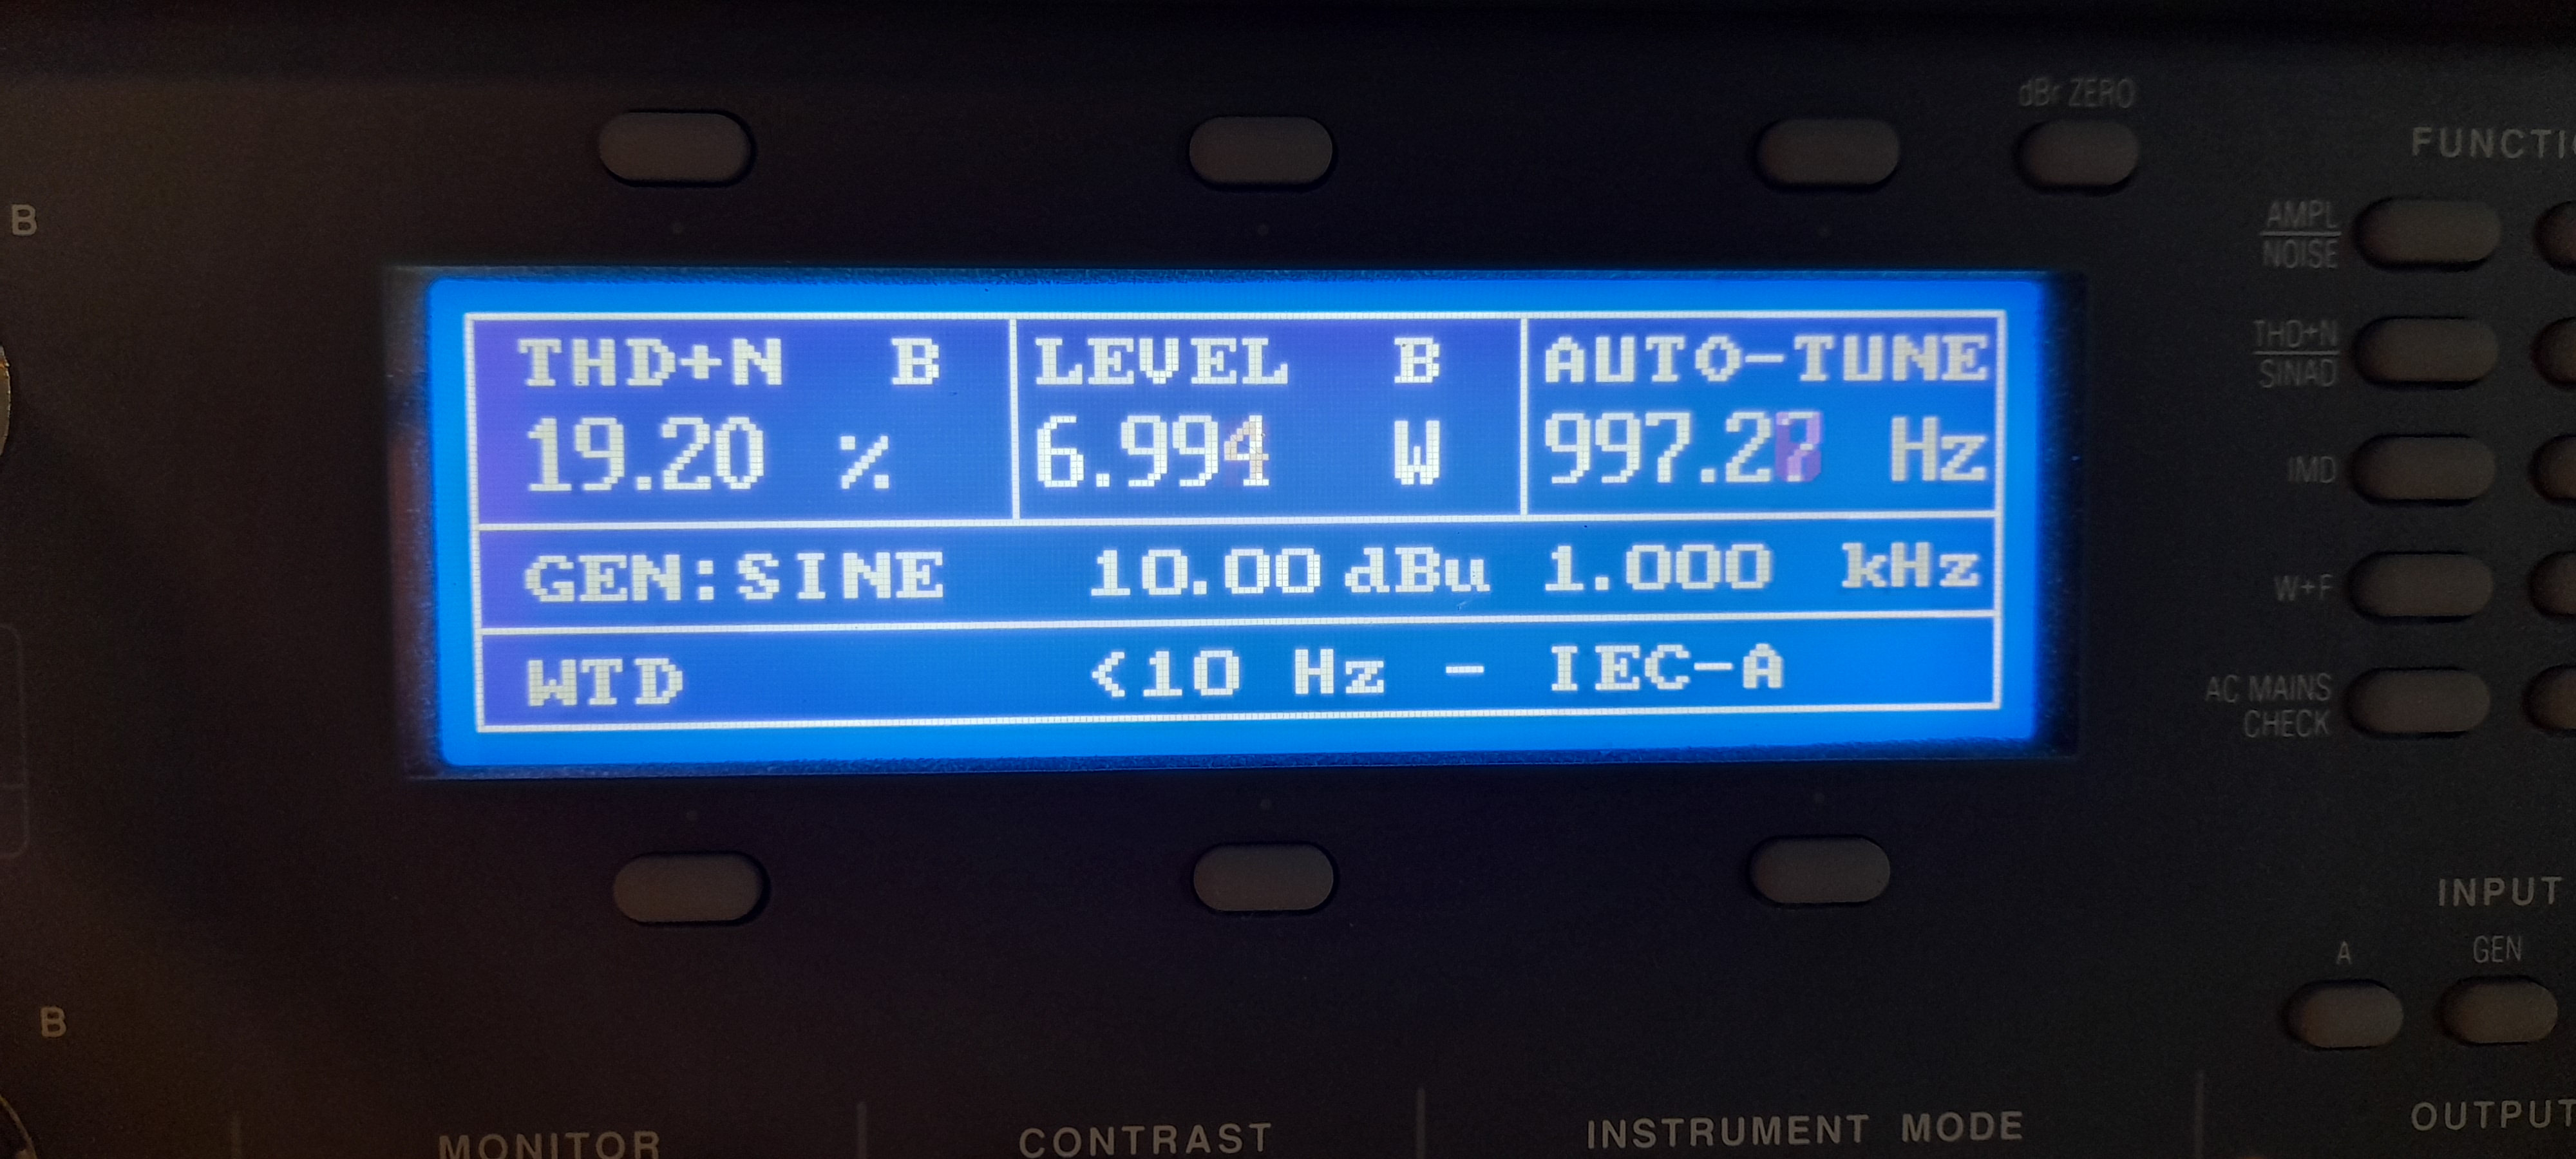 dBr ZERO
FUNCTI
B
AMPL
NOISE
THD+N B LEVEL B AUTO-TUNE
19.20 % 6.994 W 997.27 Hz
THD+N
SINAD
IMD
GEN:SINE 10.00 dBu 1.000 kHz
W+F
WTD <10 Hz - IEC-A
AC MAINS
CHECK
INPUT
A GEN
B
MONITOR CONTRAST INSTRUMENT MODE OUTPUT